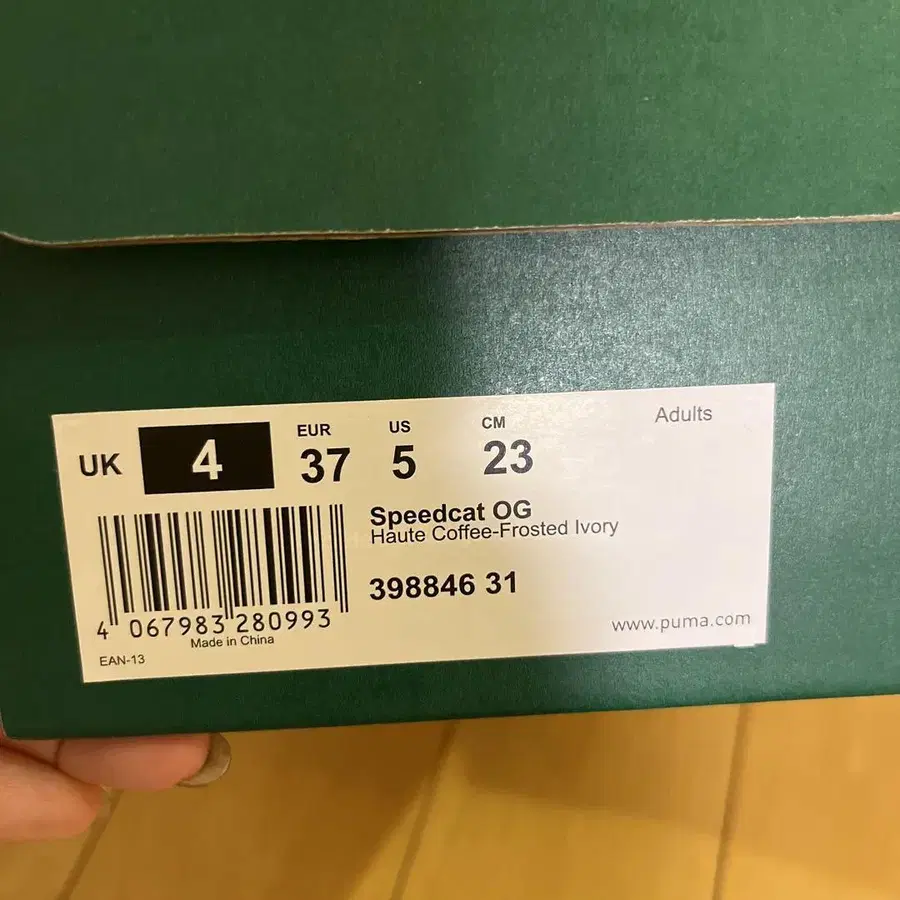 Adults
UK 4 EUR 37 US 5 CM 23
Speedcat OG
Haute Coffee-Frosted Ivory
398846 31
4 067983 280993
Made in China
EAN-13
www.puma.com